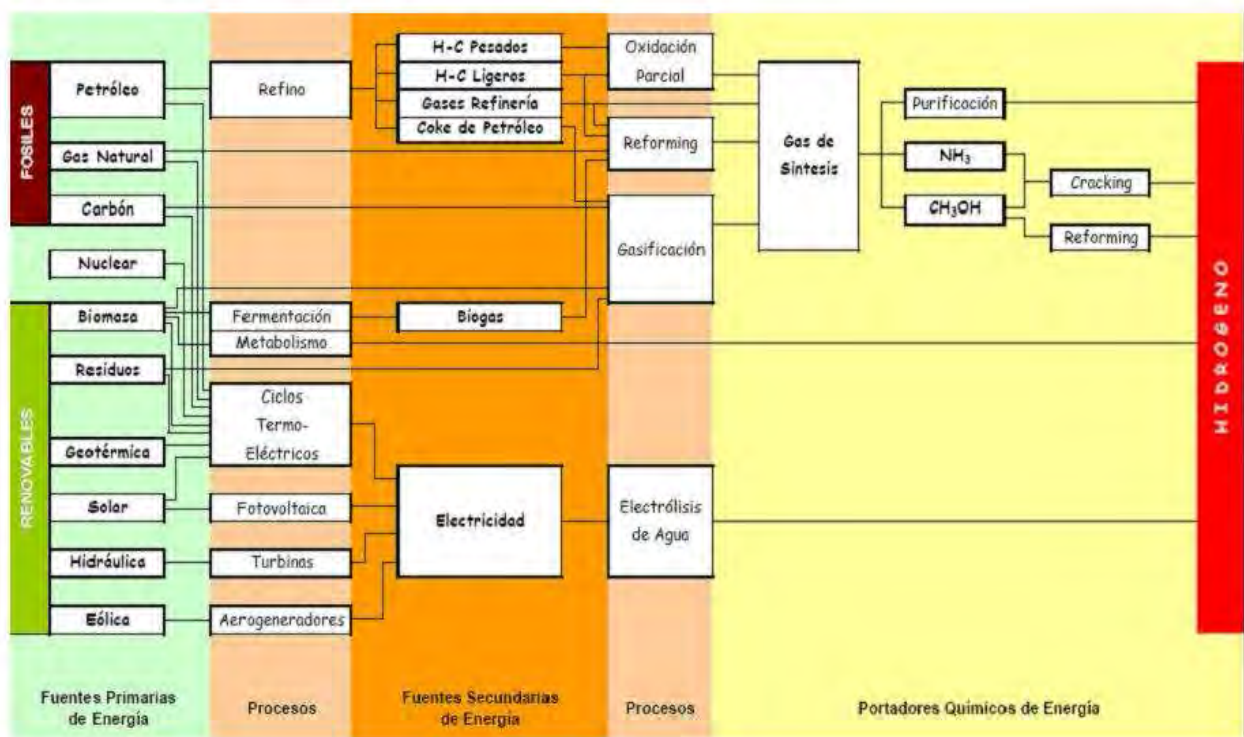 FOSILES
Petróleo
Gas Natural
Carbón
Nuclear
RENOVABLES
Biomasa
Residuos
Geotérmica
Solar
Hidráulica
Eólica
Fuentes Primarias
de Energía
Refino
Fermentación
Metabolismo
Ciclos
Termo-
Eléctricos
Fotovoltaica
Turbinas
Aerogeneradores
Procesos
H-C Pesados
H-C Ligeros
Gases Refinería
Coke de Petróleo
Biogas
Electricidad
Fuentes Secundarias
de Energía
Oxidación
Parcial
Reforming
Gasificación
Electrólisis
de Agua
Procesos
Gas de
Síntesis
Purificación
NH₃
CH₃OH
Cracking
Reforming
Portadores Químicos de Energía
HIDROGENO